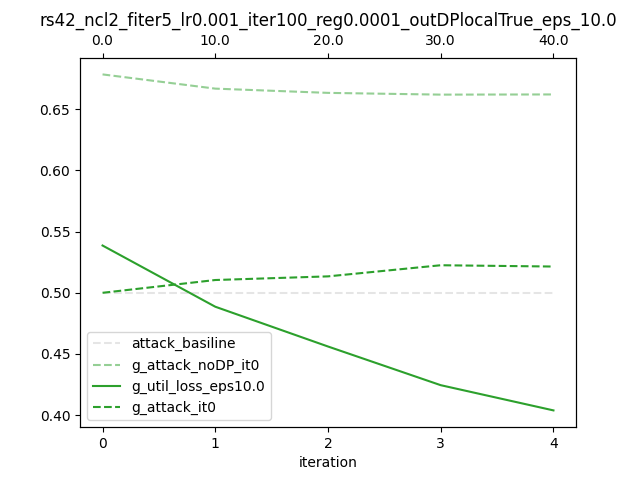 rs42_ncl2_fiter5_lr0.001_iter100_reg0.0001_outDPlocalTrue_eps_10.0
0.0 10.0 20.0 30.0 40.0
0.65
0.60
0.55
0.50
0.45
0.40
attack_basiline
g_attack_noDP_it0
g_util_loss_eps10.0
g_attack_it0
0 1 2 3 4
iteration